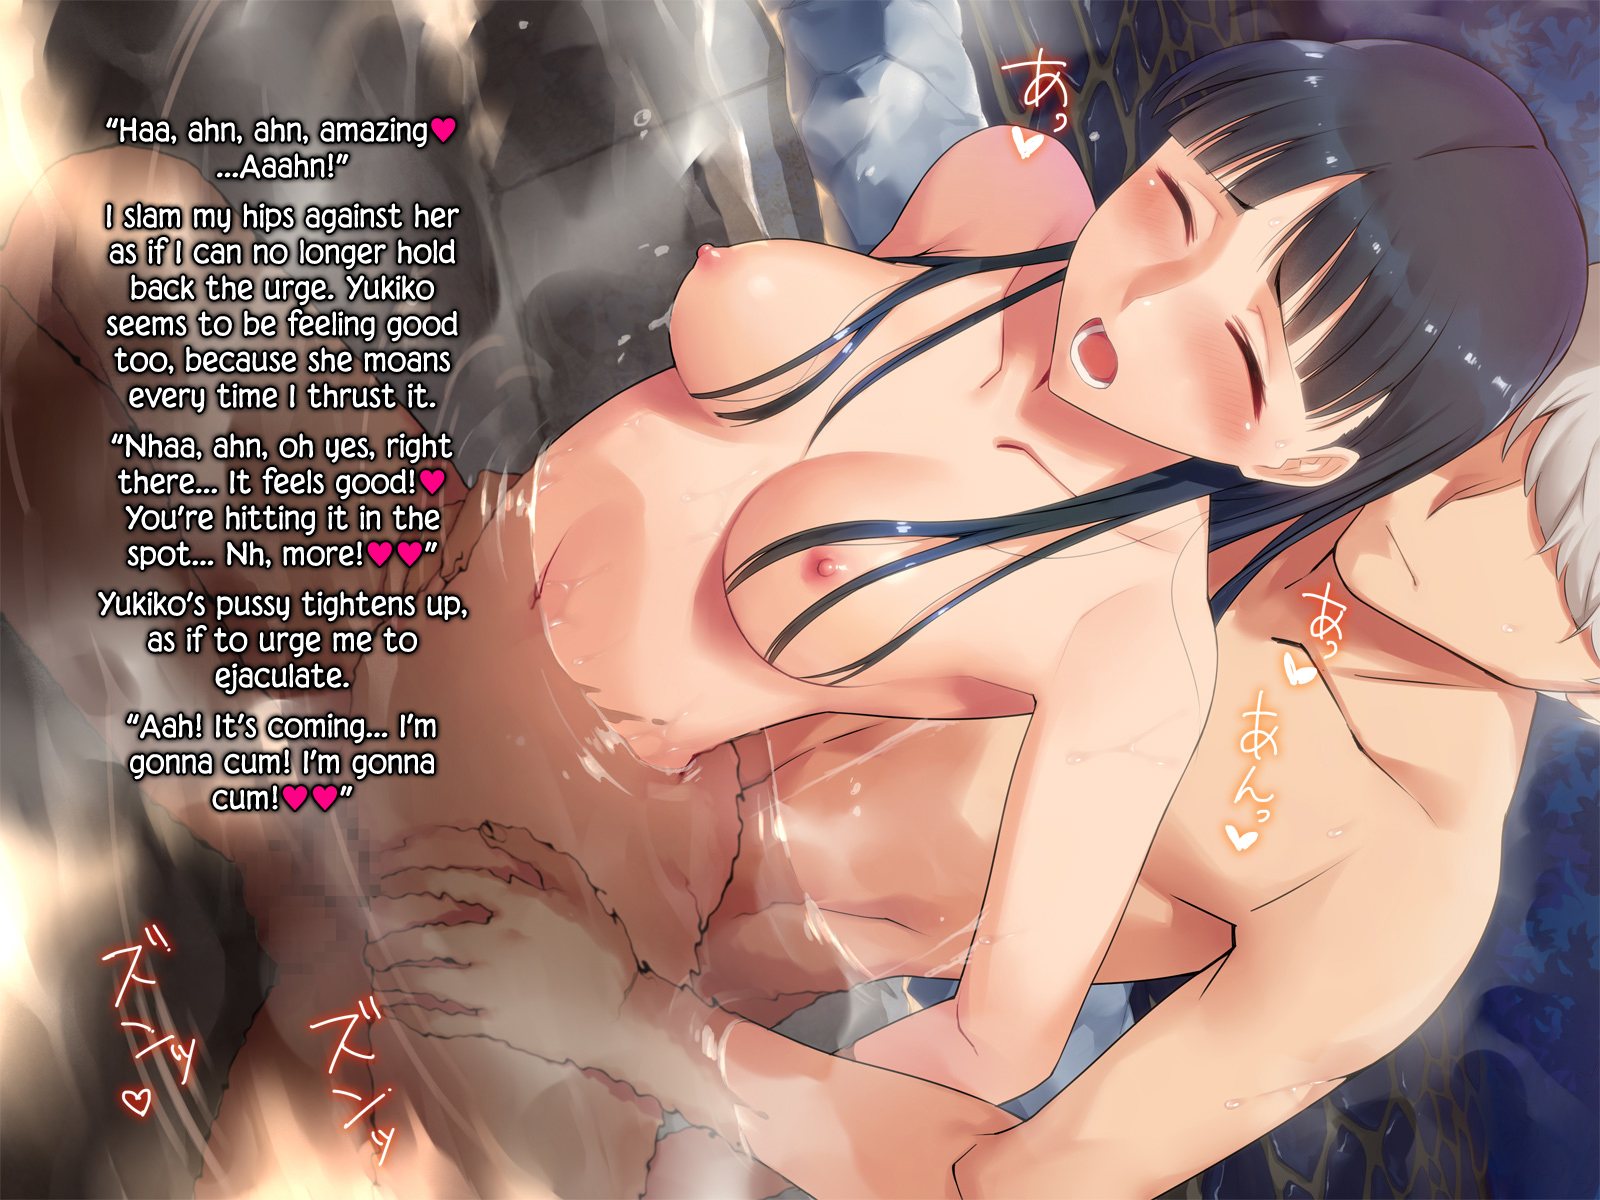 "Haa, ahn, ahn, amazing♥
...Aaahn!"
I slam my hips against her
as if I can no longer hold
back the urge. Yukiko
seems to be feeling good
too, because she moans
every time I thrust it.
"Nhaa, ahn, oh yes, right
there... It feels good!♥
You're hitting it in the
spot... Nh, more!♥♥"
Yukiko's pussy tightens up,
as if to urge me to
ejaculate.
"Aah! It's coming... I'm
gonna cum! I'm gonna
cum!♥♥"
あっ♥
あっ♥
あんっ♥
ズンッ♡
ズンッ